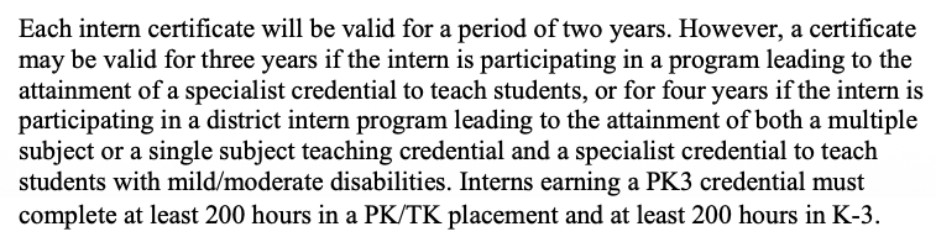 Each intern certificate will be valid for a period of two years. However, a certificate
may be valid for three years if the intern is participating in a program leading to the
attainment of a specialist credential to teach students, or for four years if the intern is
participating in a district intern program leading to the attainment of both a multiple
subject or a single subject teaching credential and a specialist credential to teach
students with mild/moderate disabilities. Interns earning a PK3 credential must
complete at least 200 hours in a PK/TK placement and at least 200 hours in K-3.